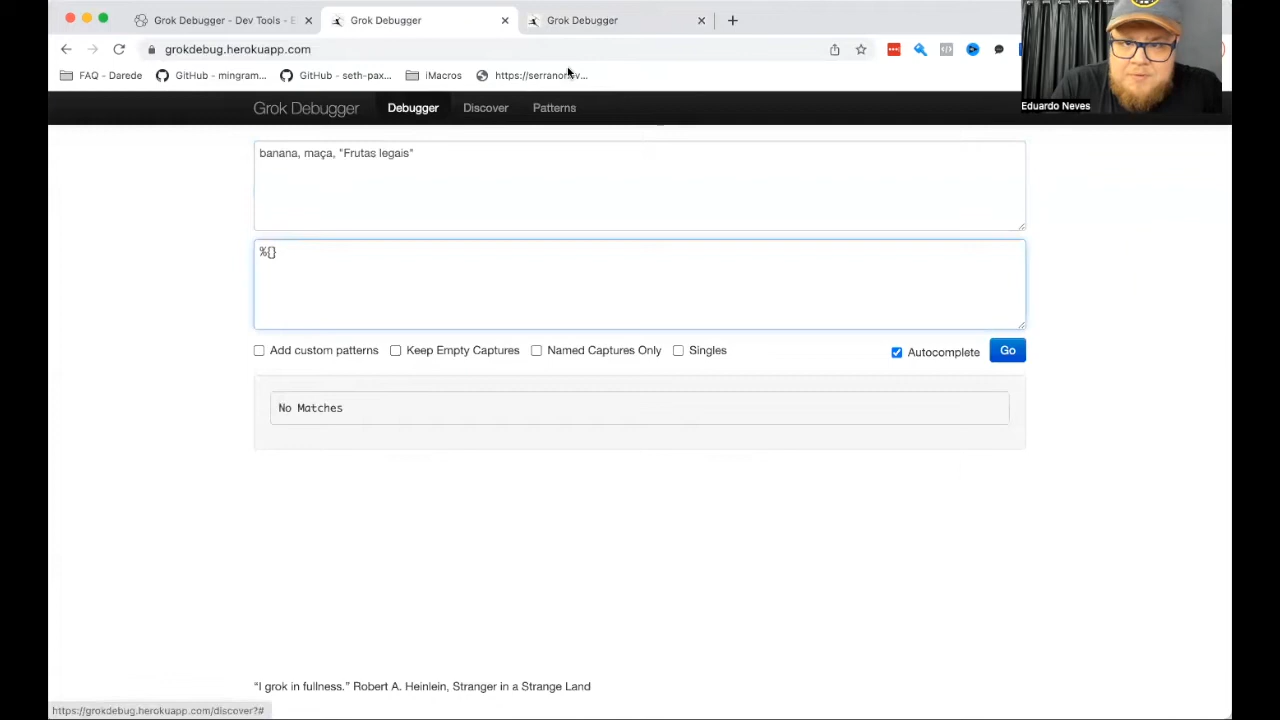 Grok Debugger - Dev Tools - E
Grok Debugger
Grok Debugger
grokdebug.herokuapp.com
FAQ - Darede
GitHub - mingram...
GitHub - seth-pax...
iMacros
https://serranorev...
Eduardo Neves
Grok Debugger
Debugger
Discover
Patterns
banana, maça, "Frutas legais"
%{}
Add custom patterns
Keep Empty Captures
Named Captures Only
Singles
Autocomplete
Go
No Matches
“I grok in fullness.” Robert A. Heinlein, Stranger in a Strange Land
https://grokdebug.herokuapp.com/discover?#